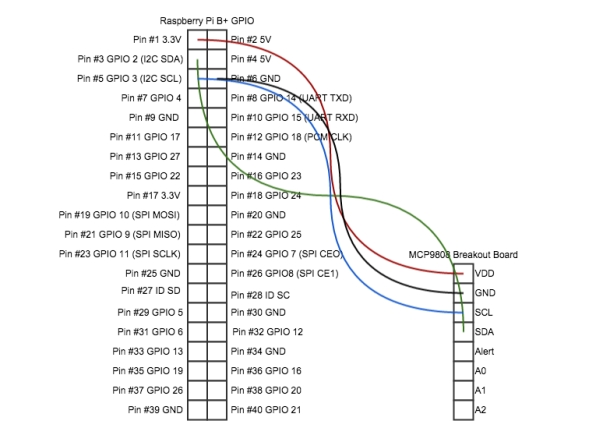 Raspberry Pi B+ GPIO
Pin #1 3.3V Pin #2 5V
Pin #3 GPIO 2 (I2C SDA) Pin #4 5V
Pin #5 GPIO 3 (I2C SCL) Pin #6 GND
Pin #7 GPIO 4 Pin #8 GPIO 14 (UART TXD)
Pin #9 GND Pin #10 GPIO 15 (UART RXD)
Pin #11 GPIO 17 Pin #12 GPIO 18 (PCM CLK)
Pin #13 GPIO 27 Pin #14 GND
Pin #15 GPIO 22 Pin #16 GPIO 23
Pin #17 3.3V Pin #18 GPIO 24
Pin #19 GPIO 10 (SPI MOSI) Pin #20 GND
Pin #21 GPIO 9 (SPI MISO) Pin #22 GPIO 25
Pin #23 GPIO 11 (SPI SCLK) Pin #24 GPIO 7 (SPI CEO)
MCP9808 Breakout Board
Pin #25 GND Pin #26 GPIO8 (SPI CE1) VDD
Pin #27 ID SD Pin #28 ID SC GND
Pin #29 GPIO 5 Pin #30 GND SCL
Pin #31 GPIO 6 Pin #32 GPIO 12 SDA
Pin #33 GPIO 13 Pin #34 GND Alert
Pin #35 GPIO 19 Pin #36 GPIO 16 A0
Pin #37 GPIO 26 Pin #38 GPIO 20 A1
Pin #39 GND Pin #40 GPIO 21 A2